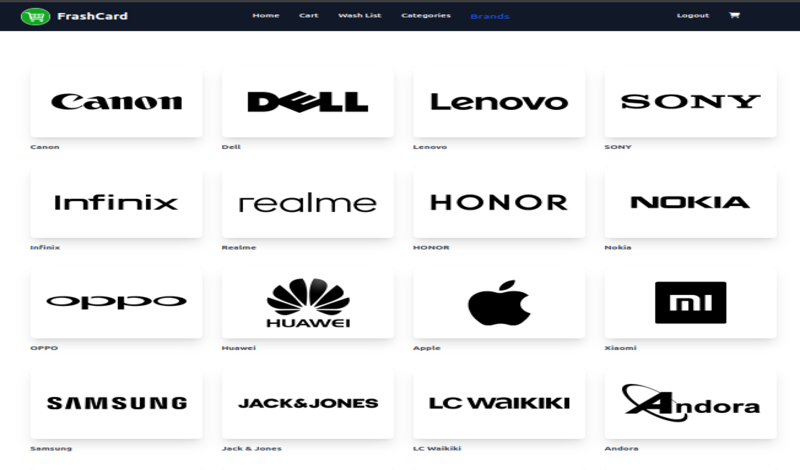 FrashCard Home Cart Wash List Categories Brands Logout
Canon DELL Lenovo SONY
Canon Dell Lenovo SONY
Infinix realme HONOR NOKIA
Infinix Realme HONOR Nokia
oppo HUAWEI mi
OPPO Huawei Apple Xiaomi
SAMSUNG JACK&JONES LC WAIKIKI Andora
Samsung Jack & Jones LC Waikiki Andora